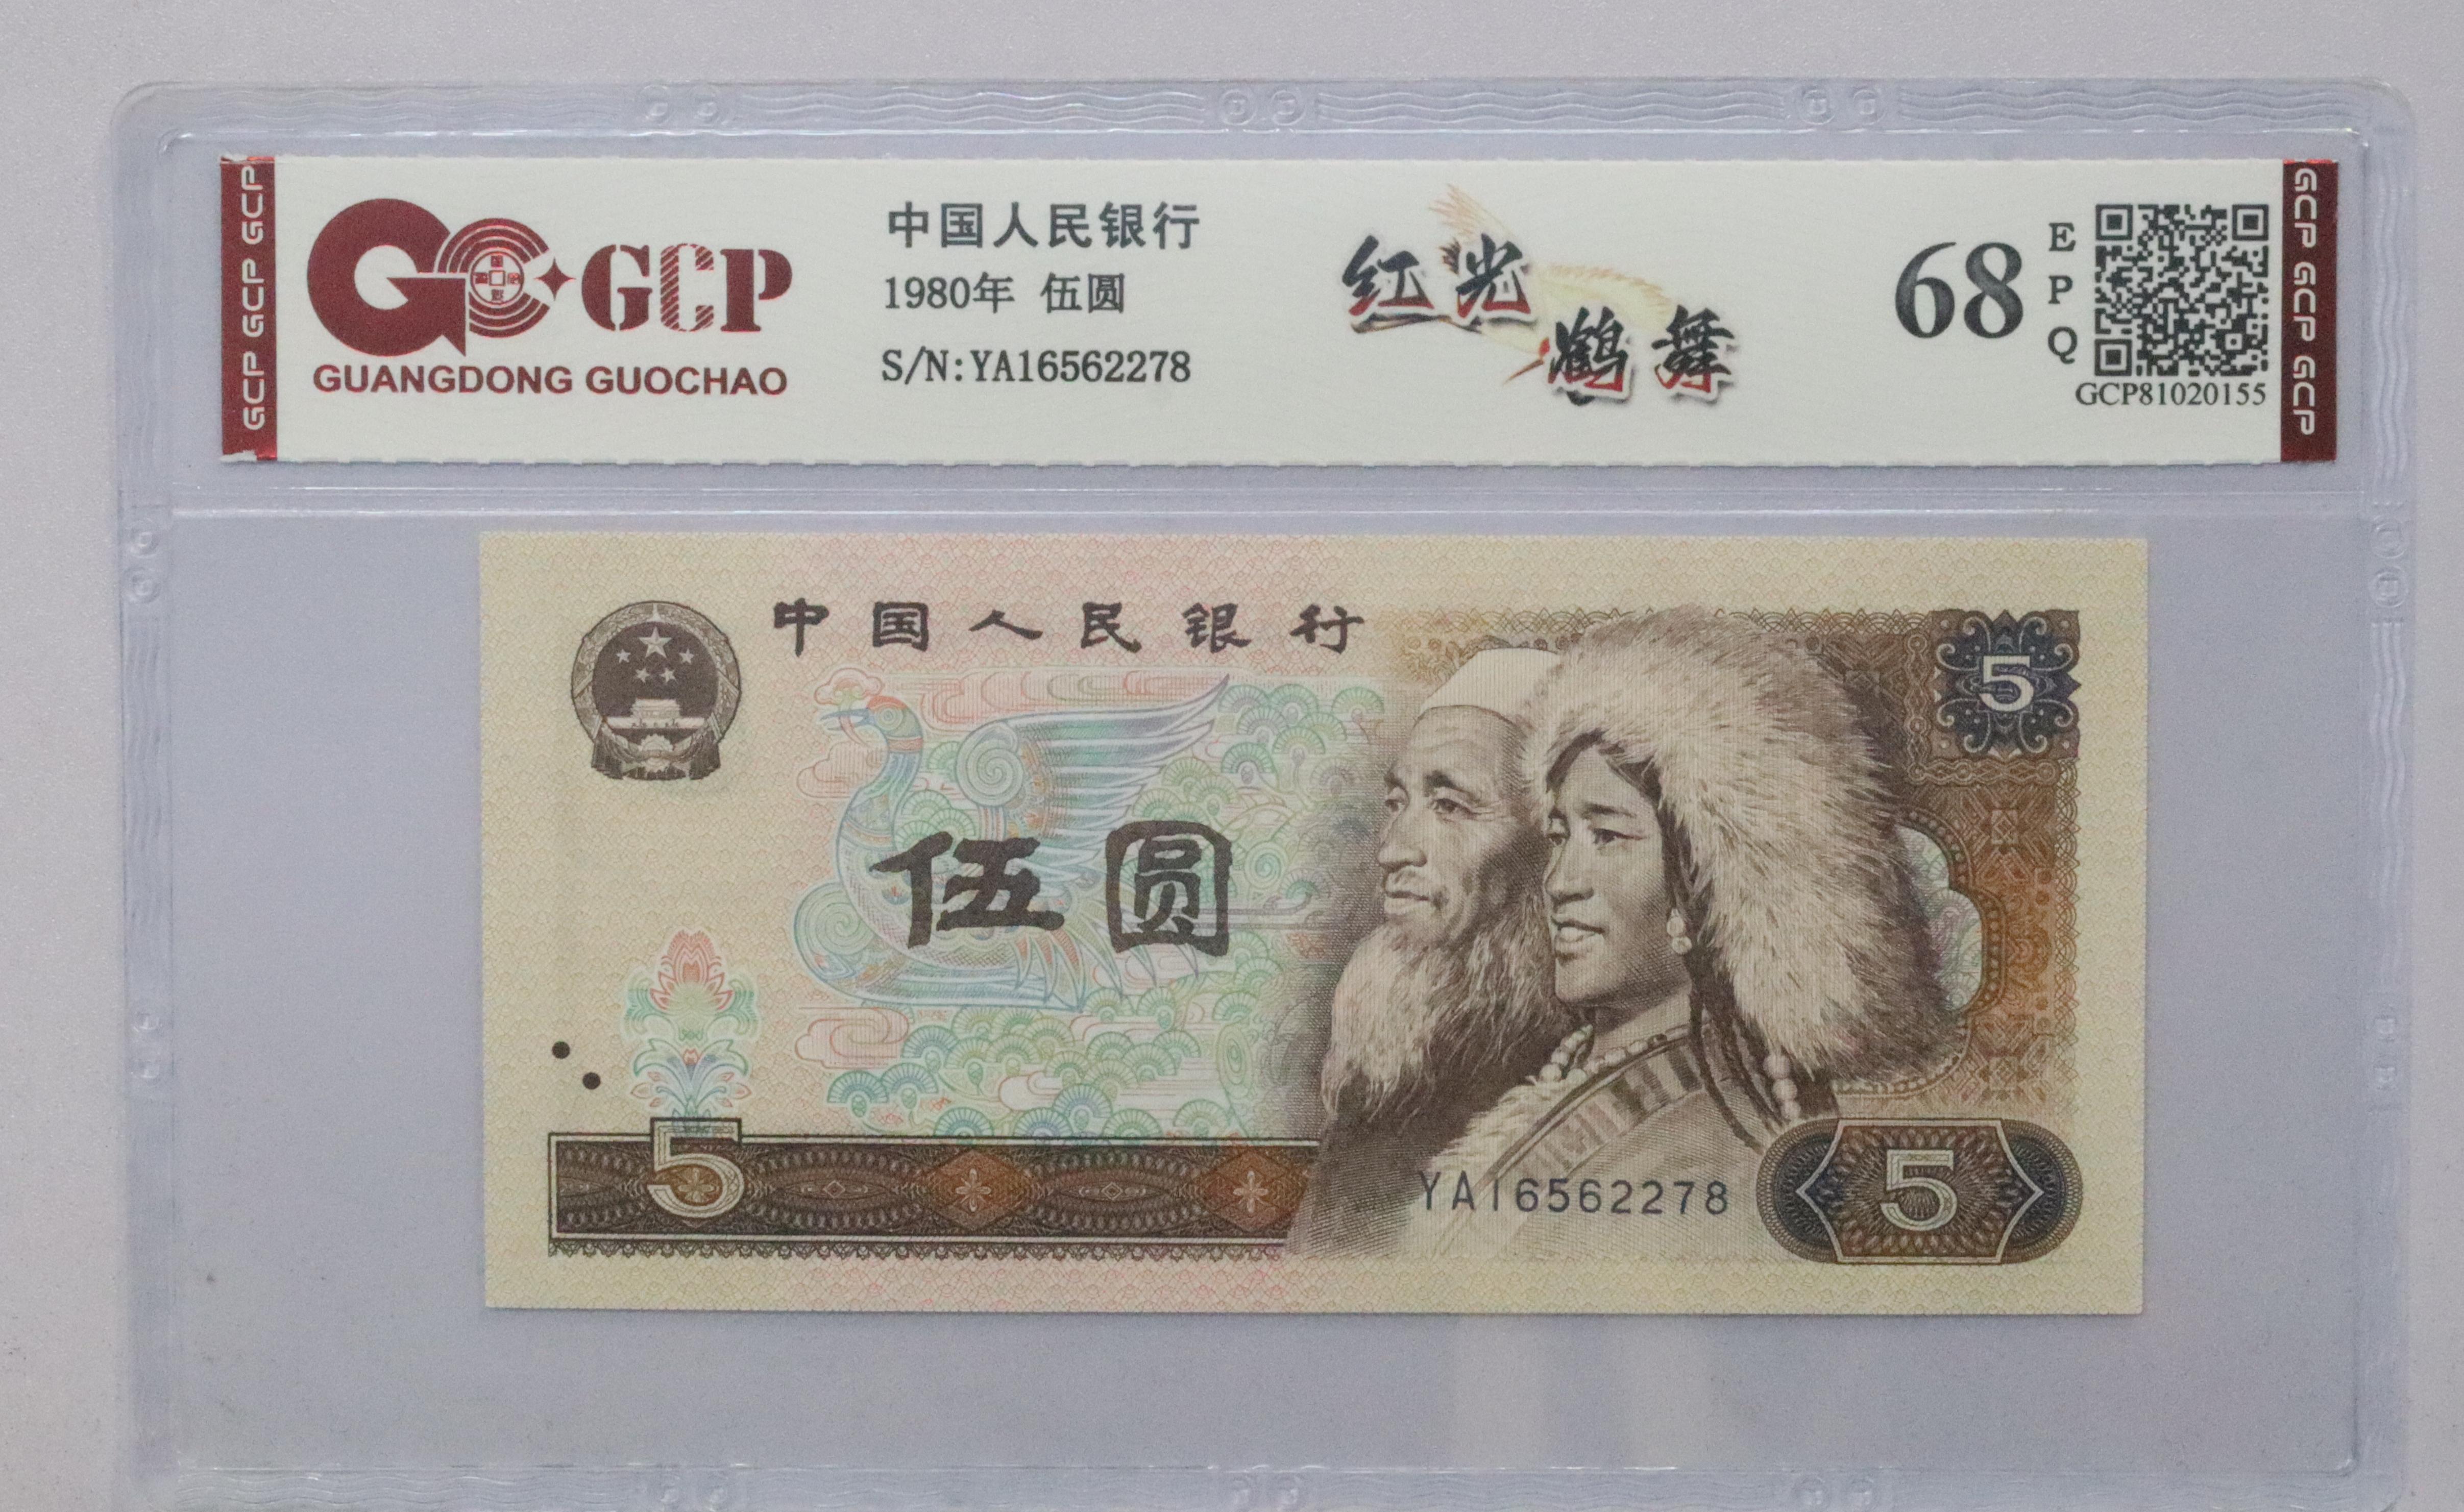 GCP GCP GCP
GCP
GUANGDONG GUOCHAO
中国人民银行
1980年 伍圆
S/N:YA16562278
红光
鹤舞
68
E
P
Q
GCP81020155
GCP GCP GCP
中国人民银行
5
伍圆
5
YA16562278
5